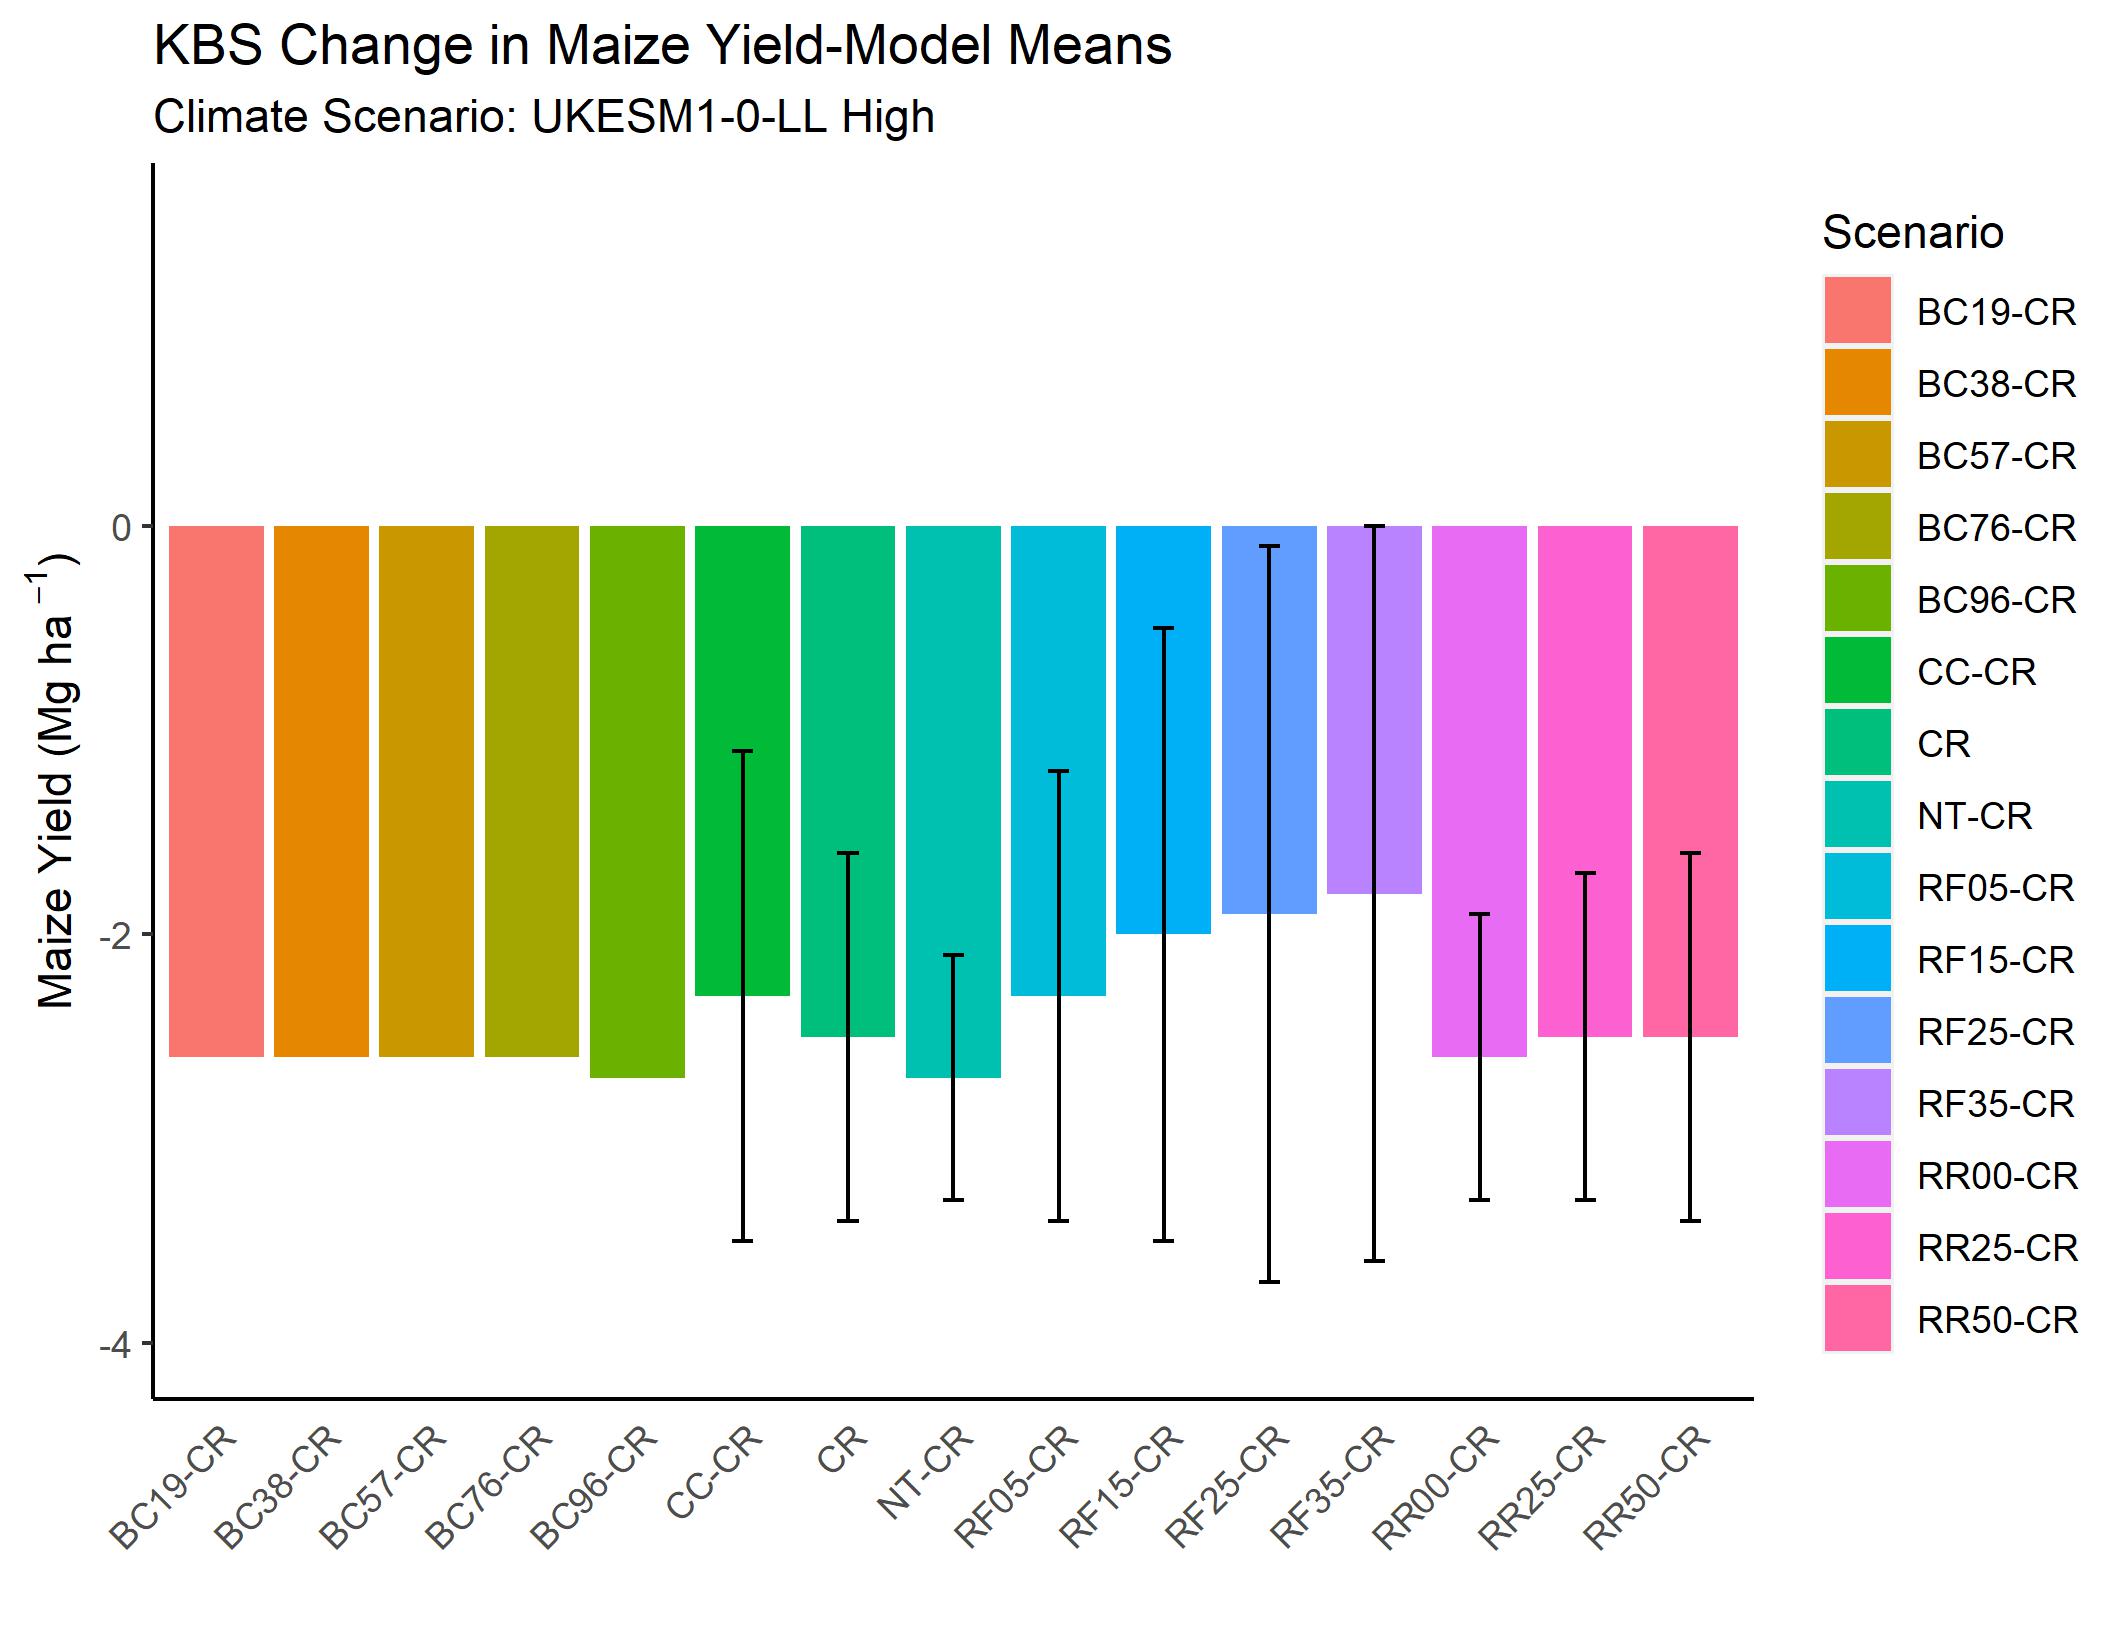 KBS Change in Maize Yield-Model Means
Climate Scenario: UKESM1-0-LL High
Maize Yield (Mg ha ⁻¹)
0
-2
-4
BC19-CR
BC38-CR
BC57-CR
BC76-CR
BC96-CR
CC-CR
CR
NT-CR
RF05-CR
RF15-CR
RF25-CR
RF35-CR
RR00-CR
RR25-CR
RR50-CR
Scenario
BC19-CR
BC38-CR
BC57-CR
BC76-CR
BC96-CR
CC-CR
CR
NT-CR
RF05-CR
RF15-CR
RF25-CR
RF35-CR
RR00-CR
RR25-CR
RR50-CR